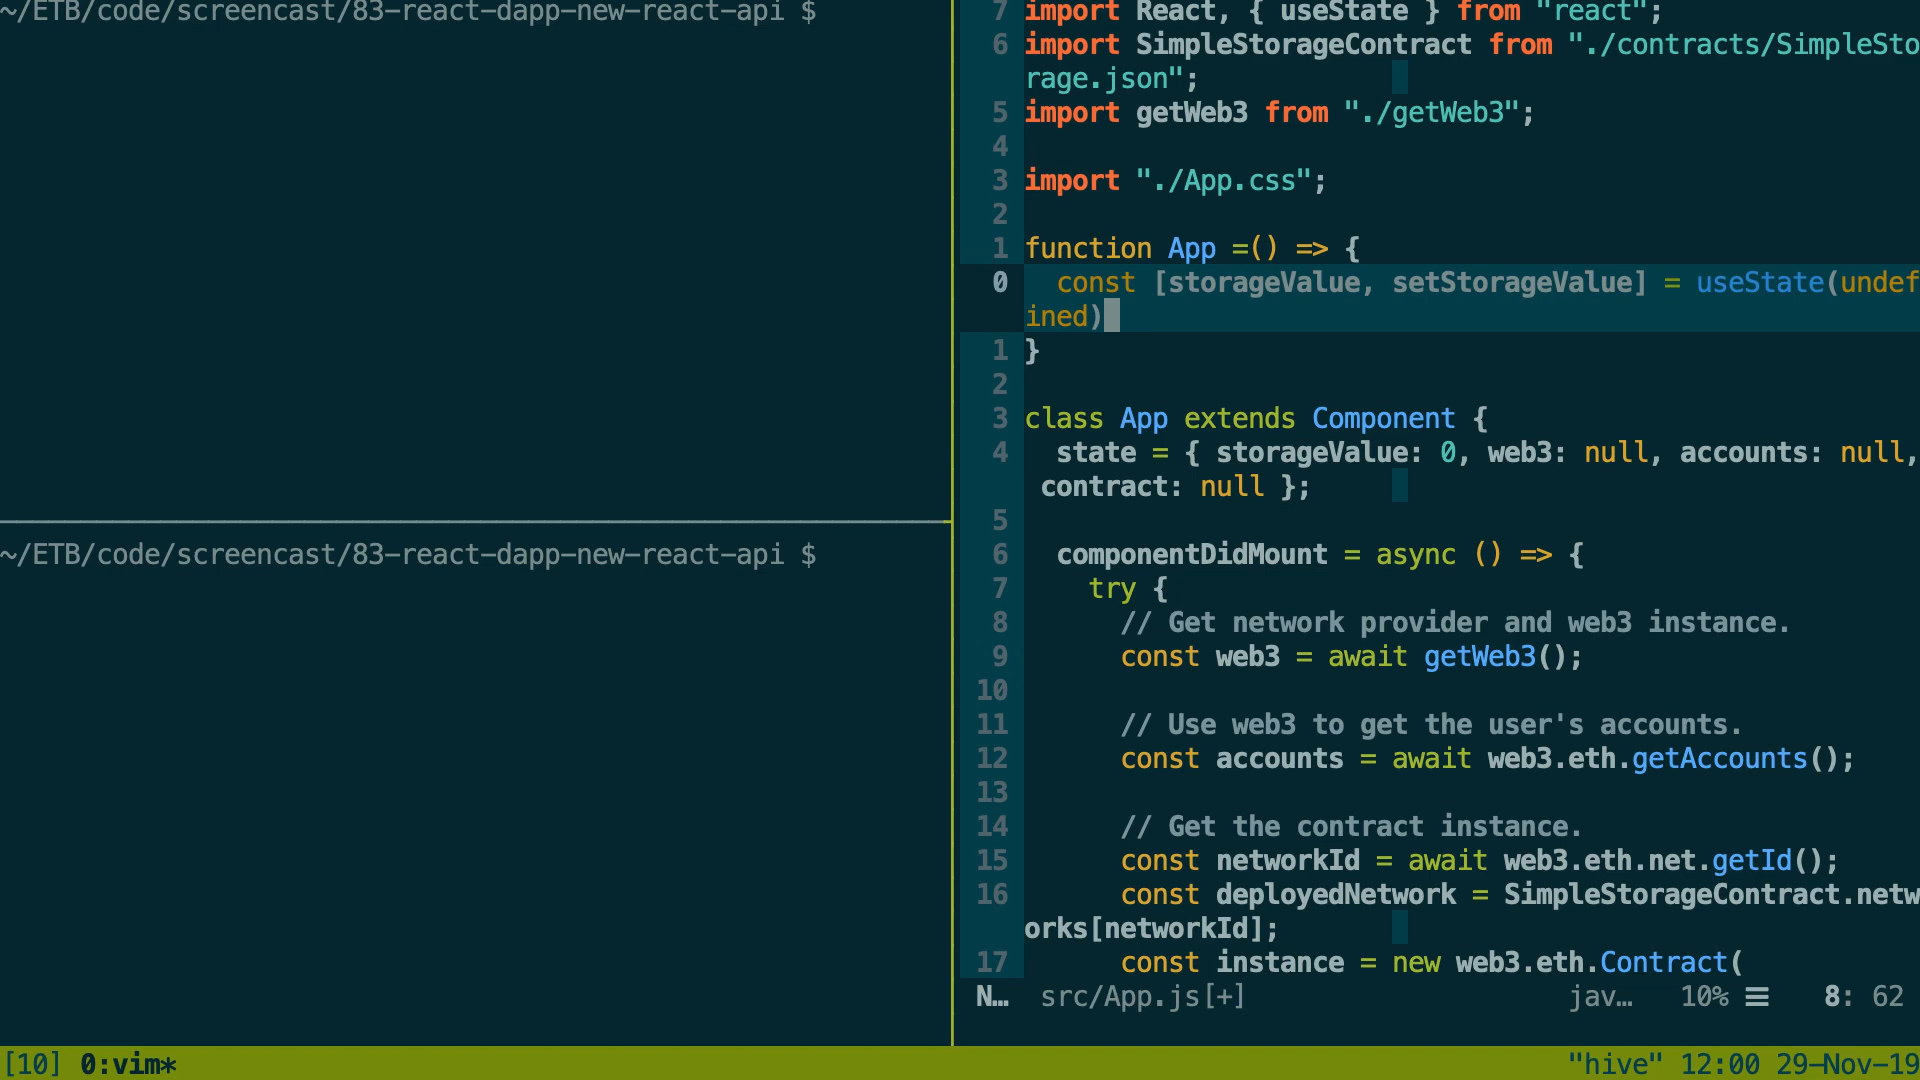 ~/ETB/code/screencast/83-react-dapp-new-react-api $
~/ETB/code/screencast/83-react-dapp-new-react-api $
7 import React, { useState } from "react";
6 import SimpleStorageContract from "./contracts/SimpleSto
rage.json";
5 import getWeb3 from "./getWeb3";
4
3 import "./App.css";
2
1 function App =() => {
0   const [storageValue, setStorageValue] = useState(undef
ined)
1 }
2
3 class App extends Component {
4   state = { storageValue: 0, web3: null, accounts: null,
 contract: null };
5
6   componentDidMount = async () => {
7     try {
8       // Get network provider and web3 instance.
9       const web3 = await getWeb3();
10
11       // Use web3 to get the user's accounts.
12       const accounts = await web3.eth.getAccounts();
13
14       // Get the contract instance.
15       const networkId = await web3.eth.net.getId();
16       const deployedNetwork = SimpleStorageContract.netw
orks[networkId];
17       const instance = new web3.eth.Contract(
N… src/App.js[+] jav… 10% ☰ 8: 62
[10] 0:vim* "hive" 12:00 29-Nov-19